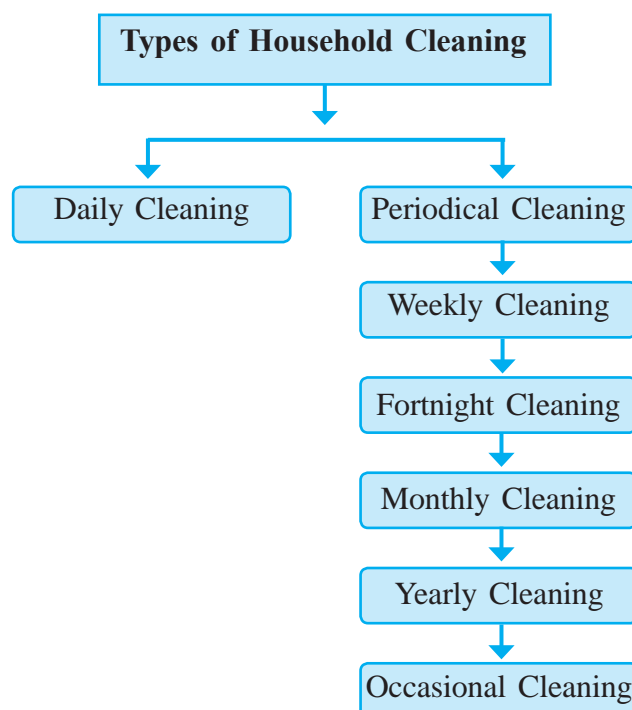 Types of Household Cleaning
Daily Cleaning
Periodical Cleaning
Weekly Cleaning
Fortnight Cleaning
Monthly Cleaning
Yearly Cleaning
Occasional Cleaning